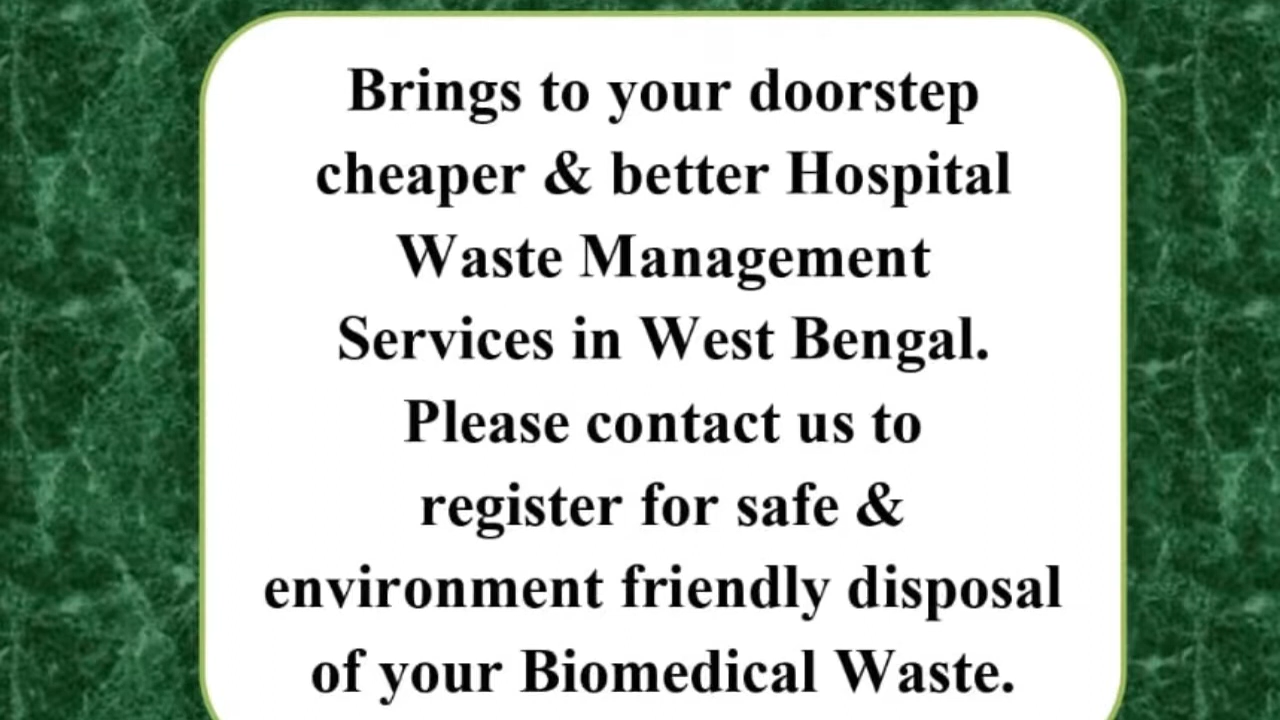 Brings to your doorstep
cheaper & better Hospital
Waste Management
Services in West Bengal.
Please contact us to
register for safe &
environment friendly disposal
of your Biomedical Waste.